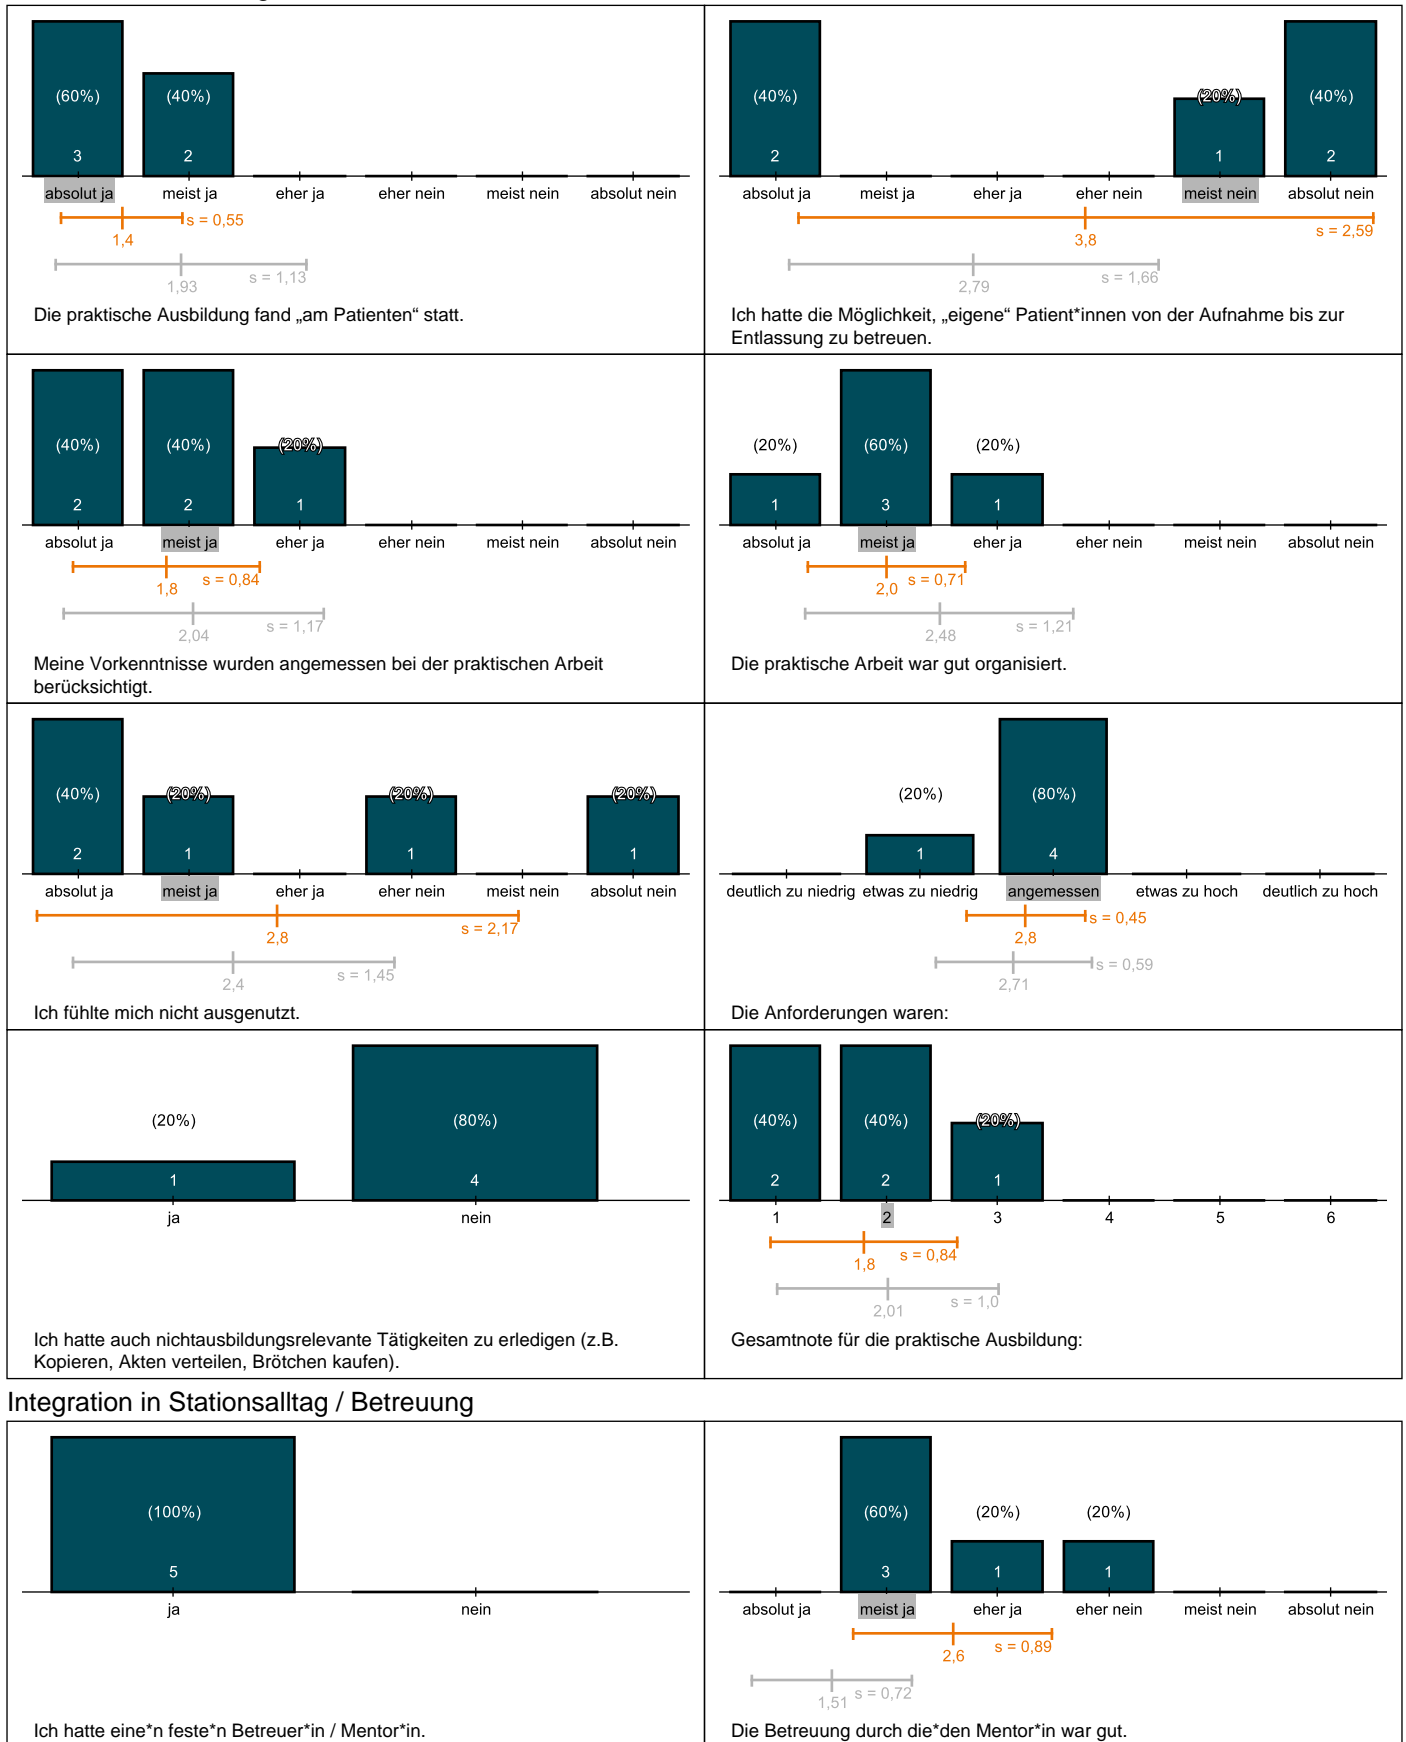 (60%) (40%)
3 2
absolut ja meist ja eher ja eher nein meist nein absolut nein
s = 0,55
1,4
s = 1,13
1,93
Die praktische Ausbildung fand „am Patienten“ statt.
(40%) (20%) (40%)
2 1 2
absolut ja meist ja eher ja eher nein meist nein absolut nein
s = 2,59
3,8
s = 1,66
2,79
Ich hatte die Möglichkeit, „eigene“ Patient*innen von der Aufnahme bis zur
Entlassung zu betreuen.
(40%) (40%) (20%)
2 2 1
absolut ja meist ja eher ja eher nein meist nein absolut nein
s = 0,84
1,8
s = 1,17
2,04
Meine Vorkenntnisse wurden angemessen bei der praktischen Arbeit
berücksichtigt.
(20%) (60%) (20%)
1 3 1
absolut ja meist ja eher ja eher nein meist nein absolut nein
s = 0,71
2,0
s = 1,21
2,48
Die praktische Arbeit war gut organisiert.
(40%) (20%) (20%) (20%)
2 1 1 1
absolut ja meist ja eher ja eher nein meist nein absolut nein
s = 2,17
2,8
s = 1,45
2,4
Ich fühlte mich nicht ausgenutzt.
(20%) (80%)
1 4
deutlich zu niedrig etwas zu niedrig angemessen etwas zu hoch deutlich zu hoch
s = 0,45
2,8
s = 0,59
2,71
Die Anforderungen waren:
(20%) (80%)
1 4
ja nein
Ich hatte auch nichtausbildungsrelevante Tätigkeiten zu erledigen (z.B.
Kopieren, Akten verteilen, Brötchen kaufen).
(40%) (40%) (20%)
2 2 1
1 2 3 4 5 6
s = 0,84
1,8
s = 1,0
2,01
Gesamtnote für die praktische Ausbildung:
Integration in Stationsalltag / Betreuung
(100%)
5
ja nein
Ich hatte eine*n feste*n Betreuer*in / Mentor*in.
(60%) (20%) (20%)
3 1 1
absolut ja meist ja eher ja eher nein meist nein absolut nein
s = 0,89
2,6
s = 0,72
1,51
Die Betreuung durch die*den Mentor*in war gut.